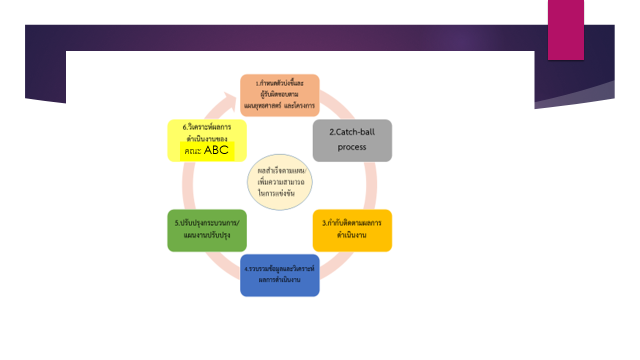 1.กำหนดตัวบ่งชี้และ
ผู้รับผิดชอบตาม
แผนยุทธศาสตร์ และโครงการ
2.Catch-ball
process
3.กำกับติดตามผลการ
ดำเนินงาน
4.รวบรวมข้อมูลและวิเคราะห์
ผลการดำเนินงาน
5.ปรับปรุงกระบวนการ/
แผนงานปรับปรุง
6.วิเคราะห์ผลการ
ดำเนินงานของ
คณะ ABC
ผลสำเร็จตามแผน/
เพิ่มความสามารถ
ในการแข่งขัน